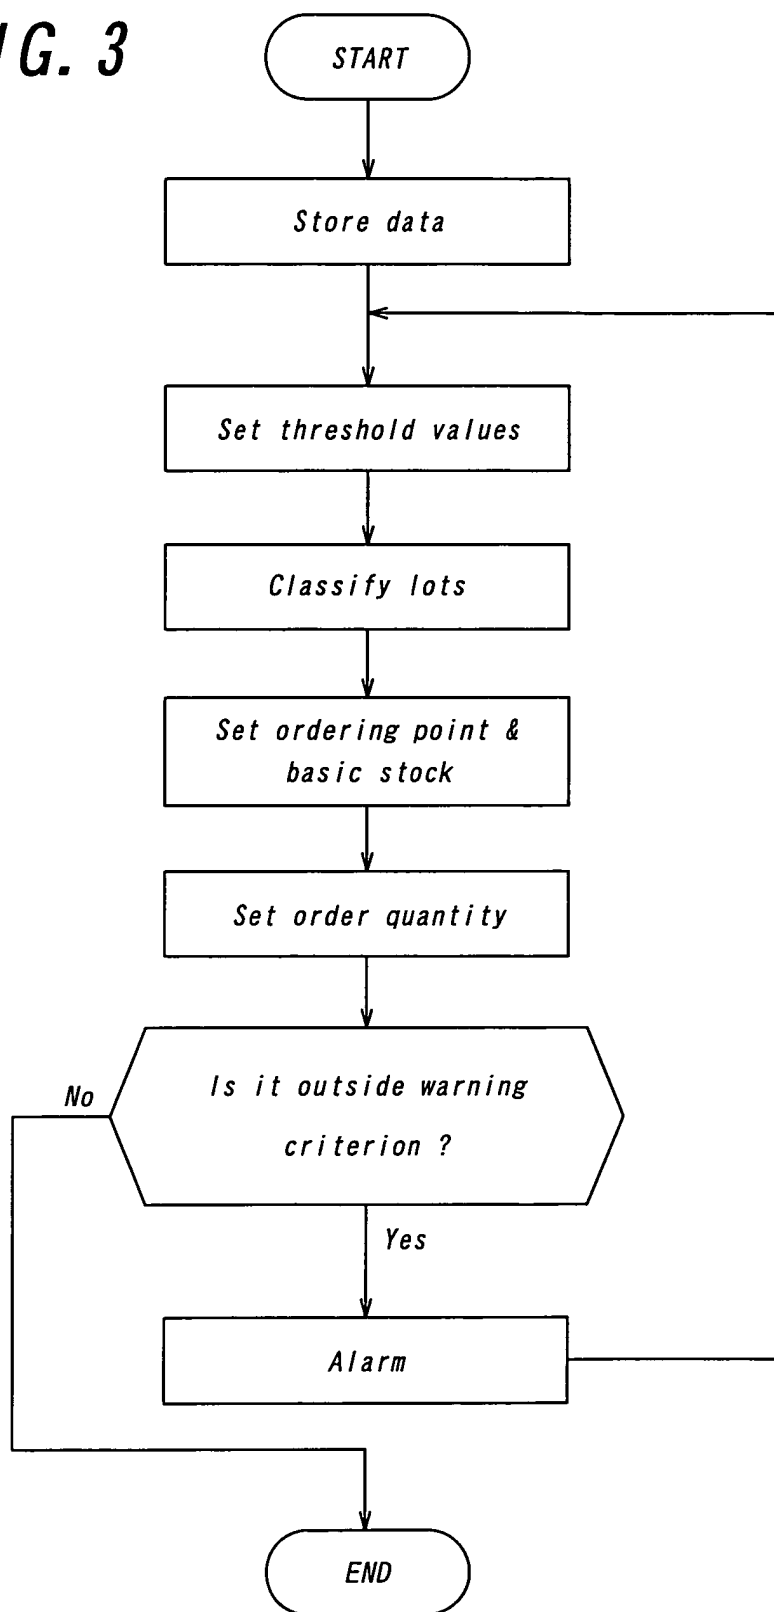 IG. 3
START
Store data
Set threshold values
Classify lots
Set ordering point &
basic stock
Set order quantity
Is it outside warning
criterion ?
No
Yes
Alarm
END